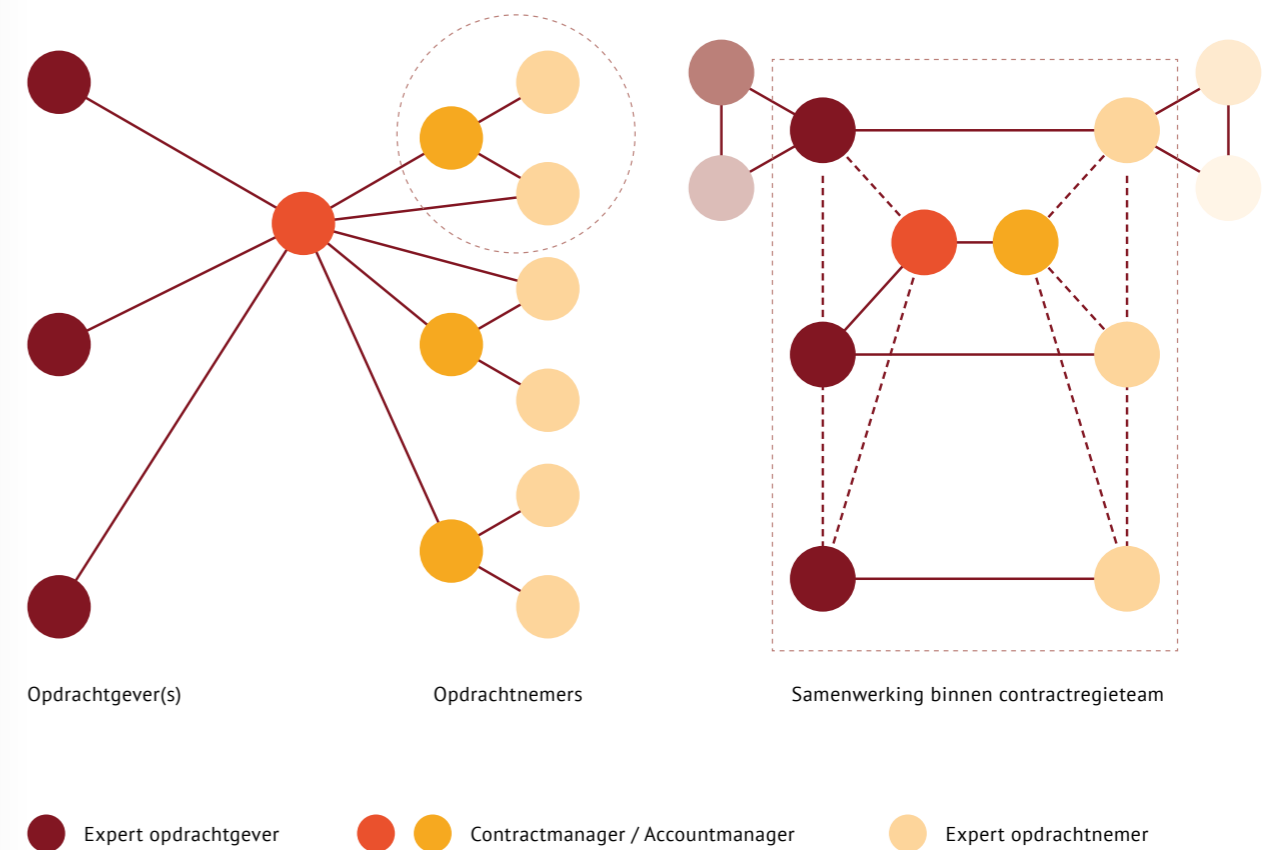 Opdrachtgever(s)
Opdrachtnemers
Samenwerking binnen contractregieteam
Expert opdrachtgever
Contractmanager / Accountmanager
Expert opdrachtnemer